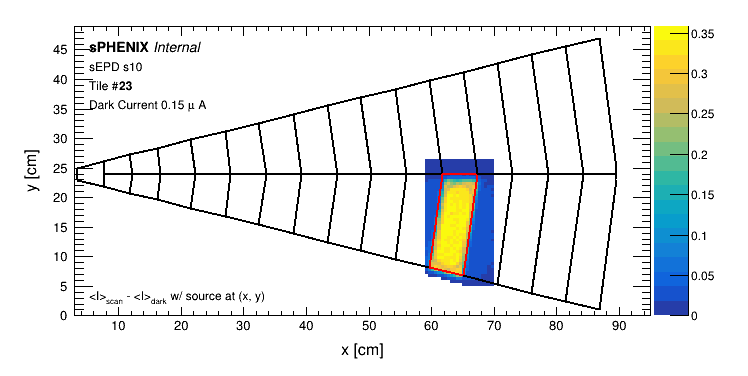 sPHENIX Internal
sEPD s10
Tile #23
Dark Current 0.15 μ A
<I>scan - <I>dark w/ source at (x, y)
y [cm]
45
40
35
30
25
20
15
10
5
0
10 20 30 40 50 60 70 80 90
x [cm]
0.35
0.3
0.25
0.2
0.15
0.1
0.05
0